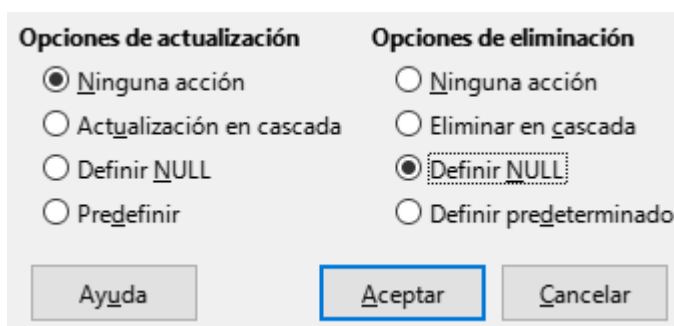 Opciones de actualización
Ninguna acción
Actualización en cascada
Definir NULL
Predefinir
Opciones de eliminación
Ninguna acción
Eliminar en cascada
Definir NULL
Definir predeterminado
Ayuda
Aceptar
Cancelar